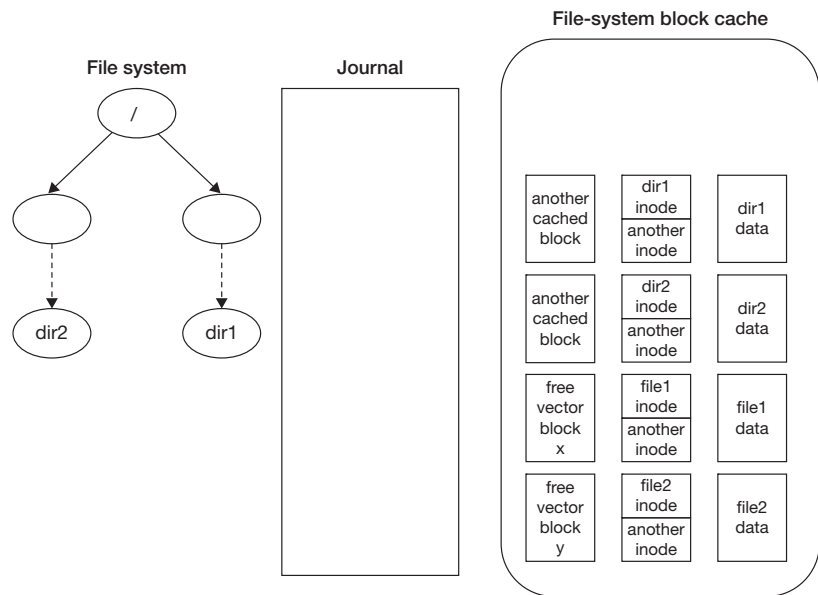 File-system block cache
File system
Journal
/
dir2
dir1
another
cached
block
dir1
inode
another
inode
dir1
data
another
cached
block
dir2
inode
another
inode
dir2
data
free
vector
block
x
file1
inode
another
inode
file1
data
free
vector
block
y
file2
inode
another
inode
file2
data